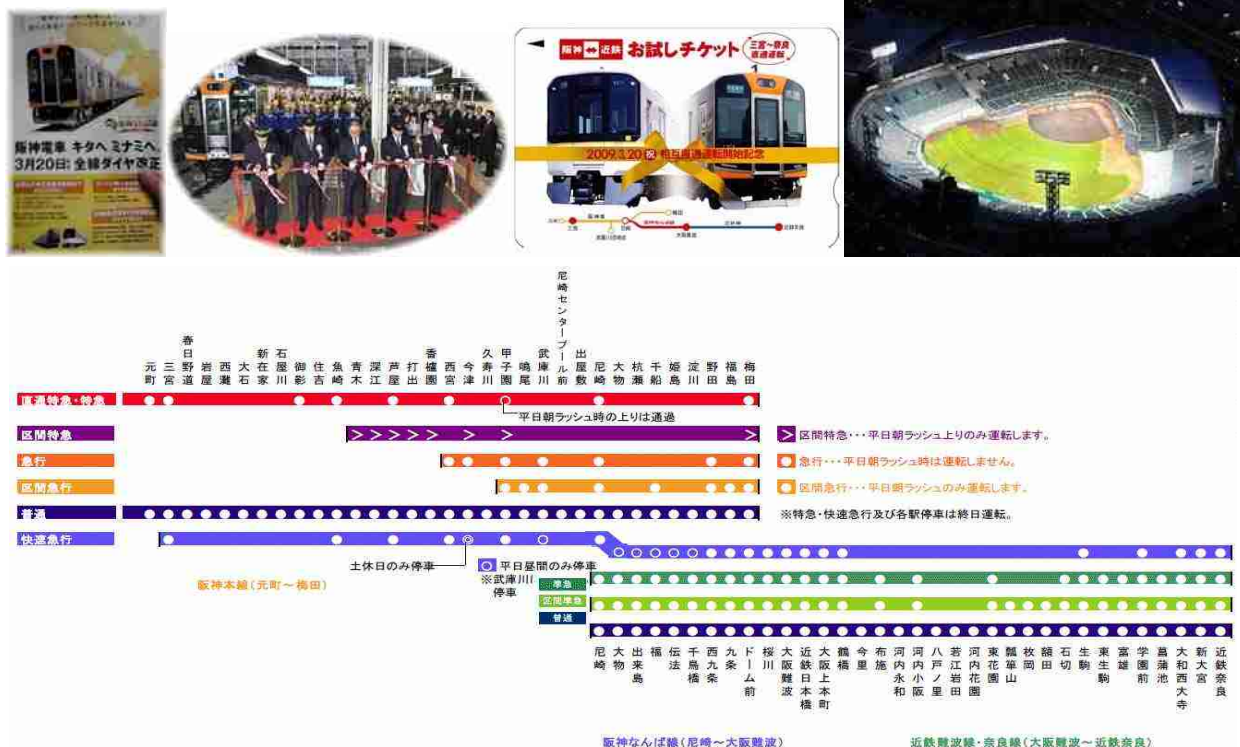 阪神電車 キタへ ミナミへ。
3月20日: 全線ダイヤ改正
阪神 ⇔ 近鉄 お試しチケット
三宮～奈良
直通運転
2009.3.20 祝 相互直通運転開始記念
元町
三宮
春日野道
岩屋
西灘
大石
新在家
石屋川
御影
住吉
魚崎
青木
深江
芦屋
打出
香櫨園
西宮
今津
久寿川
甲子園
鳴尾
武庫川
尼崎センタープール前
出屋敷
尼崎
大物
杭瀬
千船
姫島
淀川
野田
福島
梅田
直通特急・特急
平日朝ラッシュ時の上りは通過
区間特急
区間特急・・・平日朝ラッシュ上りのみ運転します。
急行
急行・・・平日朝ラッシュ時は運転しません。
区間急行
区間急行・・・平日朝ラッシュのみ運転します。
普通
※特急・快速急行及び各駅停車は終日運転。
快速急行
土休日のみ停車
平日昼間のみ停車
※武庫川に
停車
阪神本線(元町～梅田)
準急
区間準急
普通
尼崎
大物
出来島
福
伝法
千鳥橋
西九条
九条
ドーム前
桜川
大阪難波
近鉄日本橋
大阪上本町
鶴橋
今里
布施
河内永和
河内小阪
八戸ノ里
若江岩田
河内花園
東花園
瓢箪山
枚岡
額田
石切
生駒
東生駒
富雄
学園前
菖蒲池
大和西大寺
新大宮
近鉄奈良
阪神なんば線(尼崎～大阪難波)
近鉄難波線・奈良線(大阪難波～近鉄奈良)